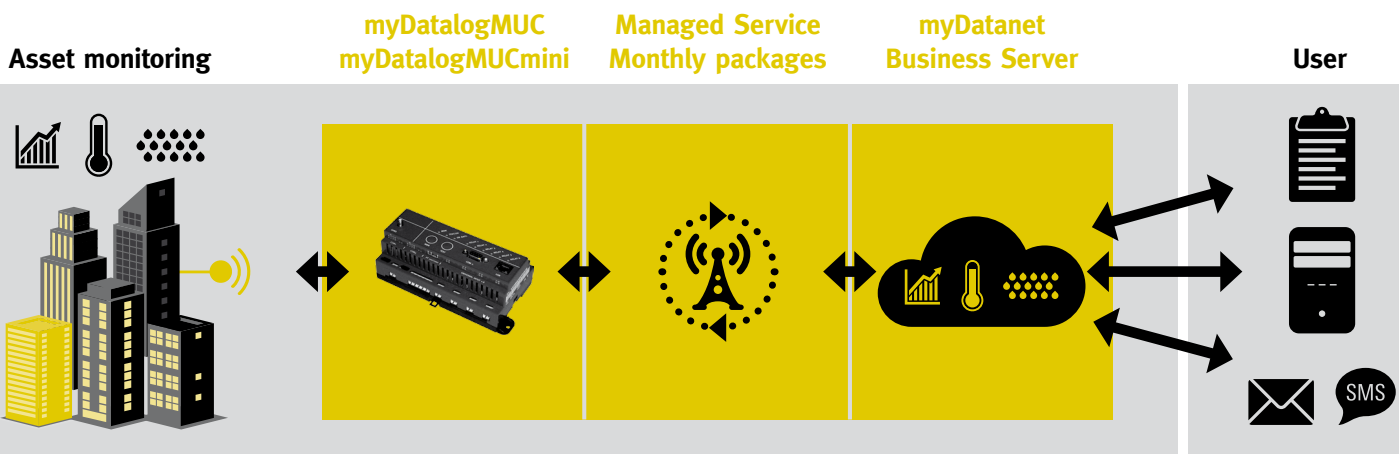 Asset monitoring
myDatalogMUC
myDatalogMUCmini
Managed Service
Monthly packages
myDatanet
Business Server
User
SMS